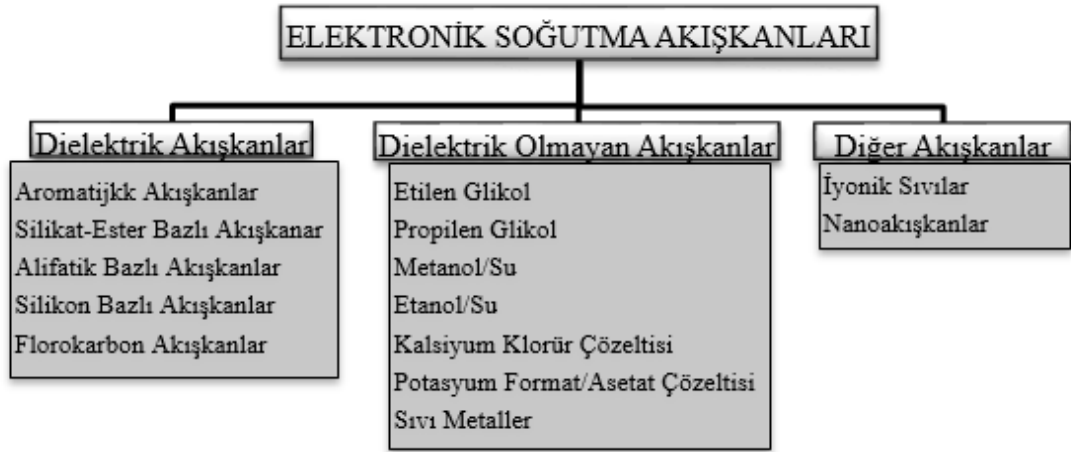 ELEKTRONİK SOĞUTMA AKIŞKANLARI
Dielektrik Akışkanlar
Aromatijkk Akışkanlar
Silikat-Ester Bazlı Akışkanar
Alifatik Bazlı Akışkanlar
Silikon Bazlı Akışkanlar
Florokarbon Akışkanlar
Dielektrik Olmayan Akışkanlar
Etilen Glikol
Propilen Glikol
Metanol/Su
Etanol/Su
Kalsiyum Klorür Çözeltisi
Potasyum Format/Asetat Çözeltisi
Sıvı Metaller
Diğer Akışkanlar
İyonik Sıvılar
Nanoakışkanlar